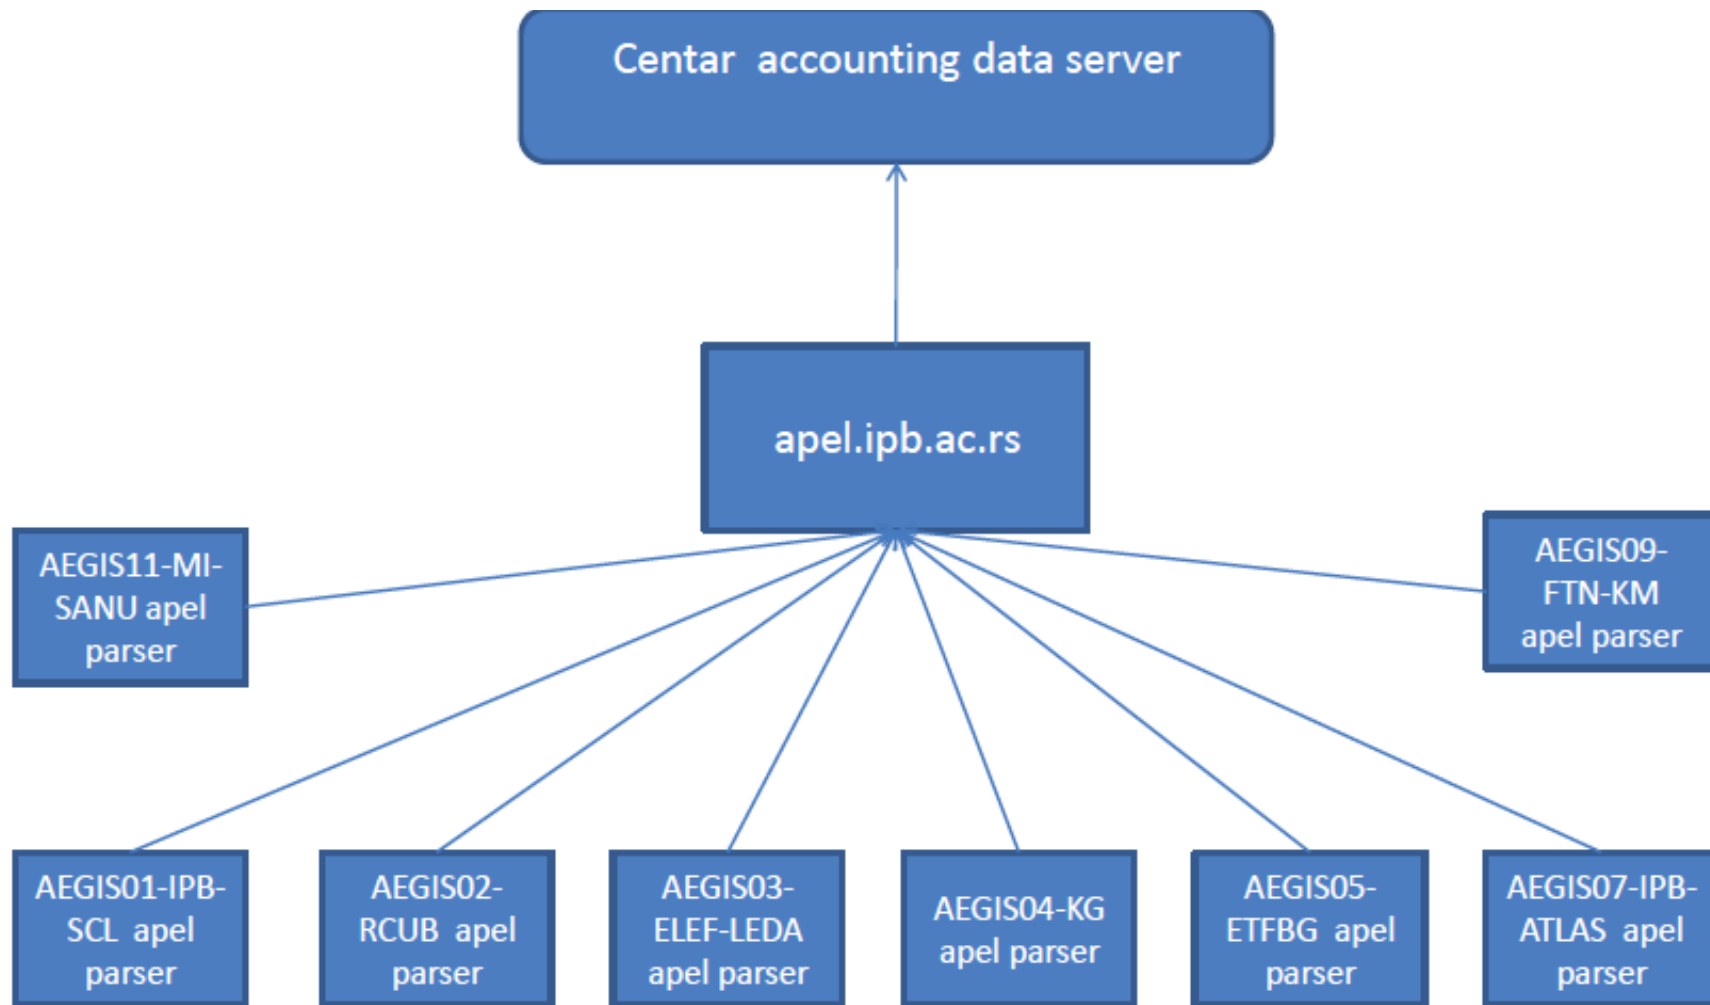 Centar accounting data server
apel.ipb.ac.rs
AEGIS11-MI-
SANU apel
parser
AEGIS09-
FTN-KM
apel parser
AEGIS01-IPB-
SCL apel
parser
AEGIS02-
RCUB apel
parser
AEGIS03-
ELEF-LEDA
apel parser
AEGIS04-KG
apel parser
AEGIS05-
ETFBG apel
parser
AEGIS07-IPB-
ATLAS apel
parser